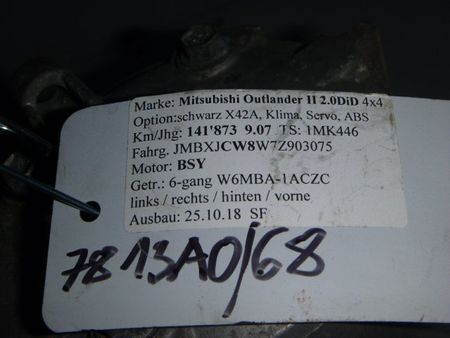 Marke: Mitsubishi Outlander II 2.0DiD 4x4
Option:schwarz X42A, Klima, Servo, ABS
Km/Jhg: 141'873 9.07 TS: 1MK446
Fahrg. JMBXJCW8W7Z903075
Motor: BSY
Getr.: 6-gang W6MBA-1ACZC
links / rechts / hinten / vorne
Ausbau: 25.10.18 SF
7813A0/68